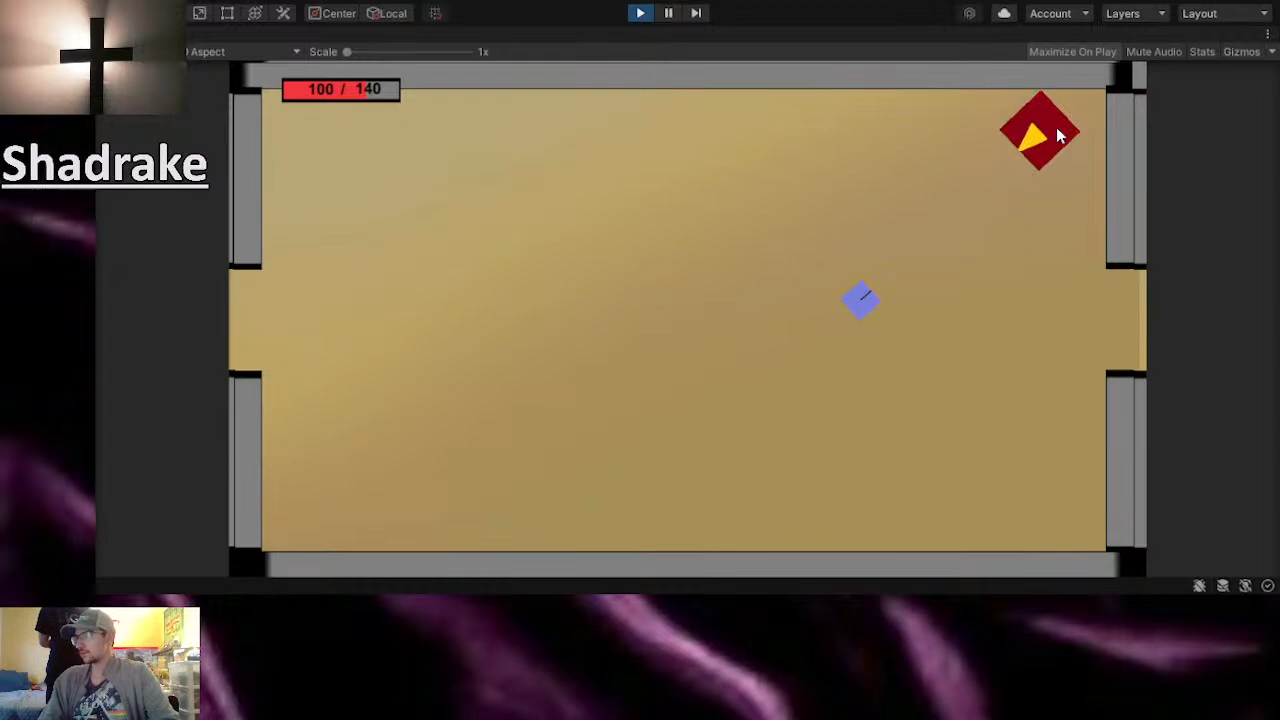 Center
Local
Account
Layers
Layout
Aspect
Scale
1x
Maximize On Play
Mute Audio
Stats
Gizmos
100 / 140
Shadrake